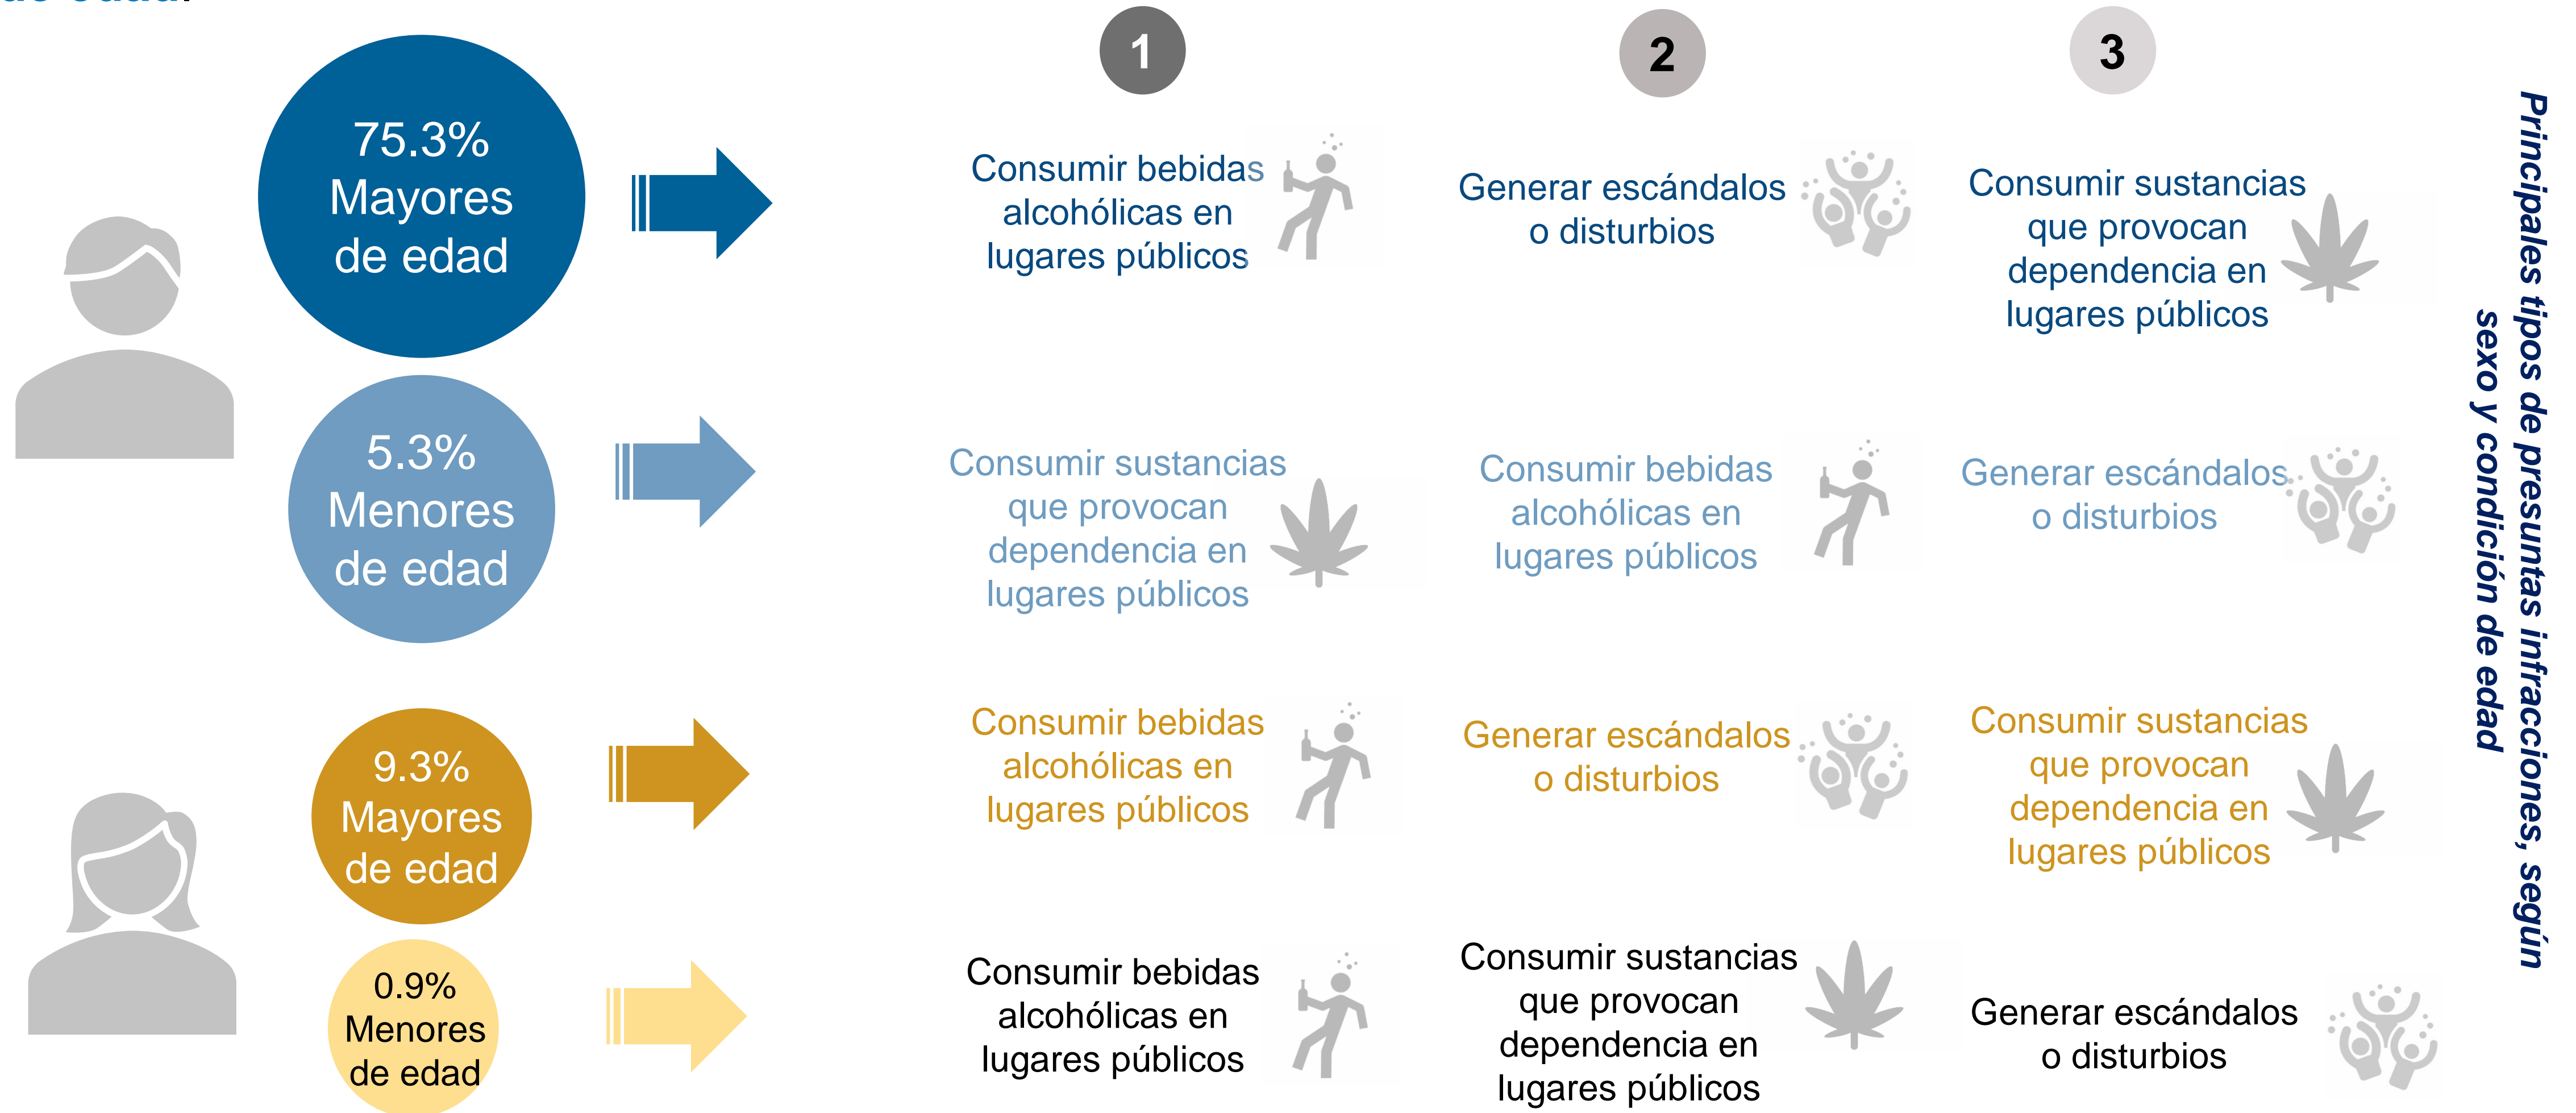 1
2
3
75.3%
Mayores
de edad
Consumir bebidas
alcohólicas en
lugares públicos
Generar escándalos
o disturbios
Consumir sustancias
que provocan
dependencia en
lugares públicos
5.3%
Menores
de edad
Consumir sustancias
que provocan
dependencia en
lugares públicos
Consumir bebidas
alcohólicas en
lugares públicos
Generar escándalos
o disturbios
9.3%
Mayores
de edad
Consumir bebidas
alcohólicas en
lugares públicos
Generar escándalos
o disturbios
Consumir sustancias
que provocan
dependencia en
lugares públicos
0.9%
Menores
de edad
Consumir bebidas
alcohólicas en
lugares públicos
Consumir sustancias
que provocan
dependencia en
lugares públicos
Generar escándalos
o disturbios
Principales tipos de presuntas infracciones, según
sexo y condición de edad